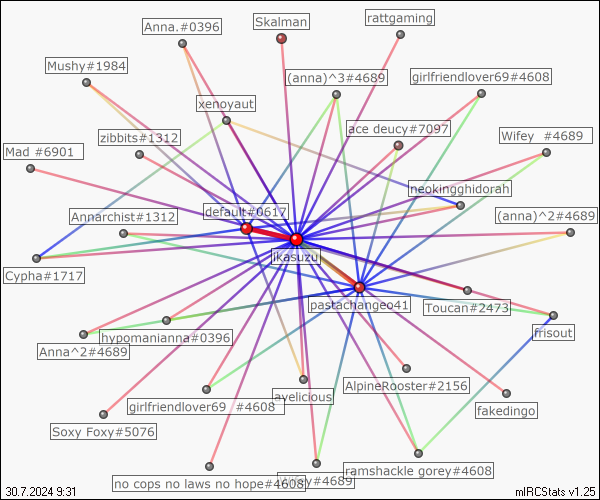 Anna.#0396
Skalman
rattgaming
Mushy#1984
(anna)^3#4689
girlfriendlover69#4608
xenoyaut
zibbits#1312
ace deucy#7097
Wifey  #4689
Mad #6901
neokingghidorah
Annarchist#1312
default#0617
(anna)^2#4689
ikasuzu
Cypha#1717
pastachangeo41
Toucan#2473
frisout
hypomanianna#0396
Anna^2#4689
AlpineRooster#2156
girlfriendlover69  #4608
avelicious
fakedingo
Soxy Foxy#5076
ramshackle gorey#4608
no cops no laws no hope#4608
Wifey#4689
30.7.2024 9:31
mIRCStats v1.25